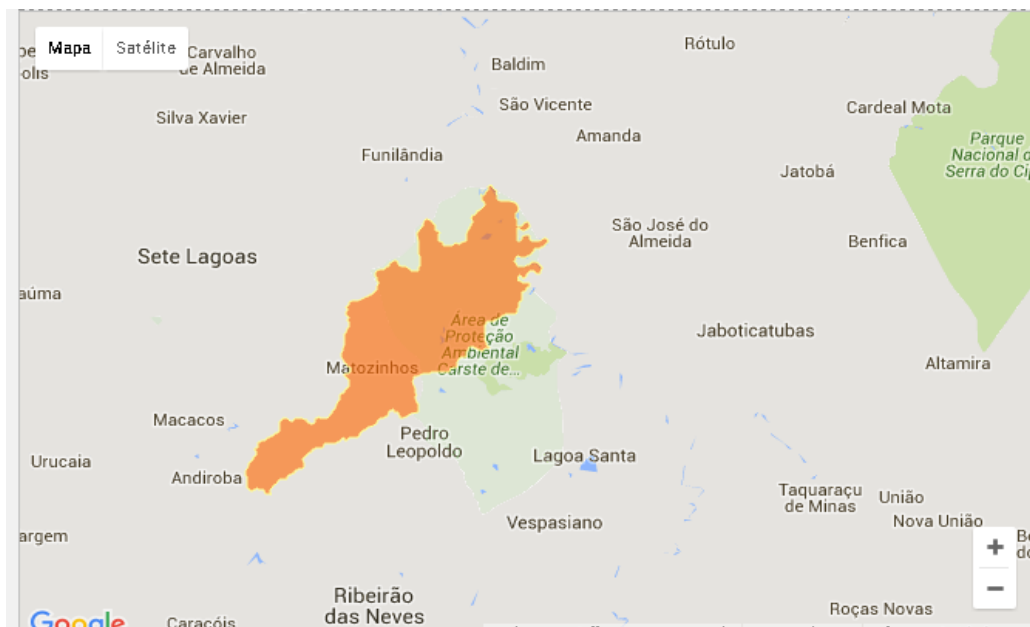 Mapa
Satélite
Carvalho
de Almeida
Rótulo
Baldim
São Vicente
Cardeal Mota
Silva Xavier
Amanda
Parque
Nacional d
Serra do Ci
Funilândia
Jatobá
São José do
Almeida
Benfica
Sete Lagoas
aúma
Área de
Proteção
Ambiental
Carste de...
Jaboticatubas
Altamira
Matozinhos
Macacos
Pedro
Leopoldo
Urucaia
Lagoa Santa
Andiroba
Taquaraçu
de Minas
União
Nova União
Vespasiano
argem
+
−
Ribeirão
das Neves
Roças Novas
Google
Caracóis